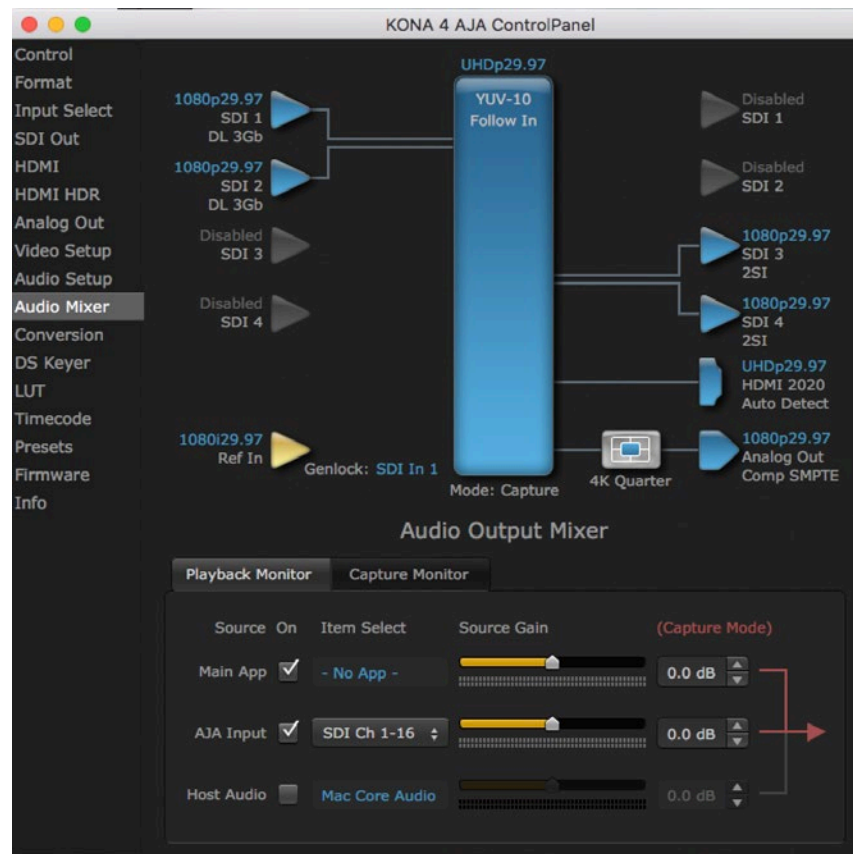 KONA 4 AJA ControlPanel
Control
Format
Input Select
SDI Out
HDMI
HDMI HDR
Analog Out
Video Setup
Audio Setup
Audio Mixer
Conversion
DS Keyer
LUT
Timecode
Presets
Firmware
Info
1080p29.97
SDI 1
DL 3Gb
1080p29.97
SDI 2
DL 3Gb
Disabled
SDI 3
Disabled
SDI 4
1080i29.97
Ref In
Genlock: SDI In 1
UHDp29.97
YUV-10
Follow In
Mode: Capture
4K Quarter
Disabled
SDI 1
Disabled
SDI 2
1080p29.97
SDI 3
2SI
1080p29.97
SDI 4
2SI
UHDp29.97
HDMI 2020
Auto Detect
1080p29.97
Analog Out
Comp SMPTE
Audio Output Mixer
Playback Monitor Capture Monitor
Source On Item Select Source Gain (Capture Mode)
Main App - No App - 0.0 dB
AJA Input SDI Ch 1-16 0.0 dB
Host Audio Mac Core Audio 0.0 dB